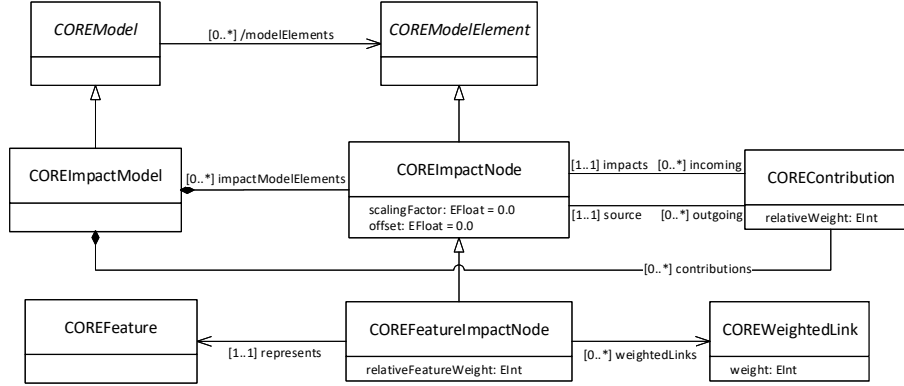 COREModel
COREModelElement
[0..*] /modelElements
COREImpactModel
[0..*] impactModelElements
COREImpactNode
scalingFactor: EFloat = 0.0
offset: EFloat = 0.0
[1..1] impacts
[0..*] incoming
[1..1] source
[0..*] outgoing
COREContribution
relativeWeight: EInt
[0..*] contributions
COREFeature
[1..1] represents
COREFeatureImpactNode
relativeFeatureWeight: EInt
[0..*] weightedLinks
COREWeightedLink
weight: EInt